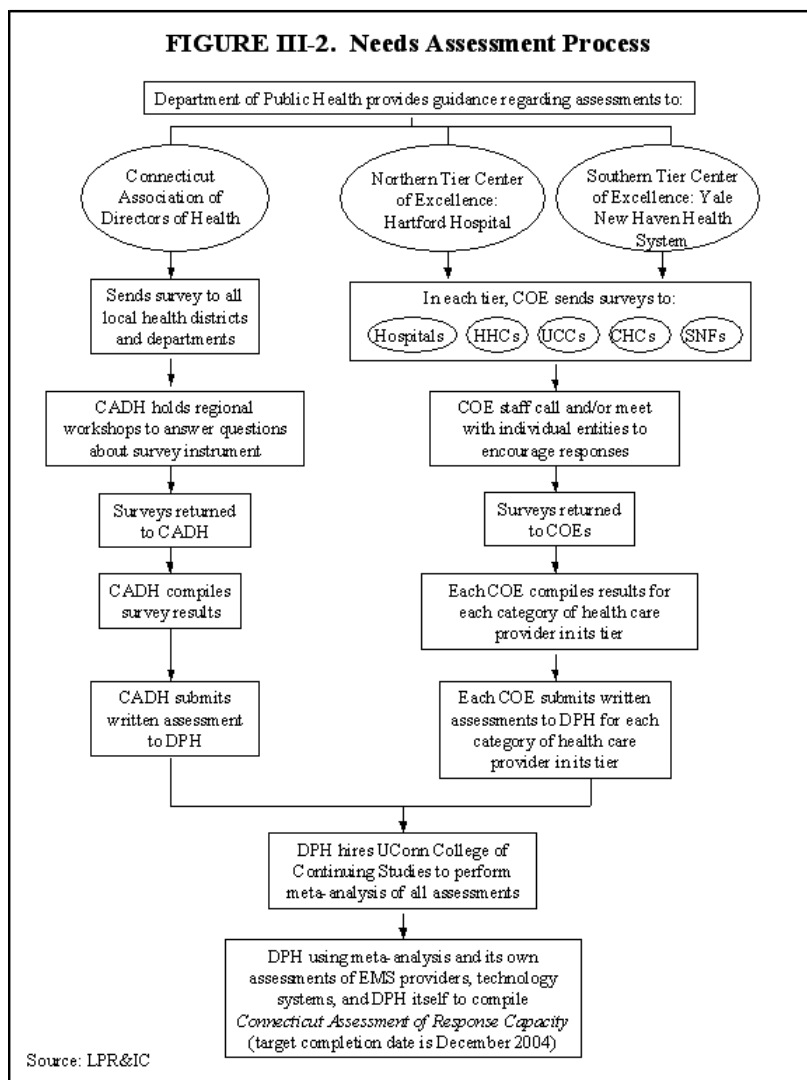 FIGURE III-2. Needs Assessment Process
Department of Public Health provides guidance regarding assessments to:
Connecticut
Association of
Directors of Health
Northern Tier Center
of Excellence:
Hartford Hospital
Southern Tier Center
of Excellence: Yale
New Haven Health
System
Sends survey to all
local health districts
and departments
In each tier, COE sends surveys to:
Hospitals HHCs UCCs CHCs SNFs
CADH holds regional
workshops to answer questions
about survey instrument
COE staff call and/or meet
with individual entities to
encourage responses
Surveys returned
to CADH
Surveys returned
to COEs
CADH compiles
survey results
Each COE compiles results for
each category of health care
provider in its tier
CADH submits
written assessment
to DPH
Each COE submits written
assessments to DPH for each
category of health care
provider in its tier
DPH hires UConn College of
Continuing Studies to perform
meta-analysis of all assessments
DPH using meta-analysis and its own
assessments of EMS providers, technology
systems, and DPH itself to compile
Connecticut Assessment of Response Capacity
(target completion date is December 2004)
Source: LPR&IC